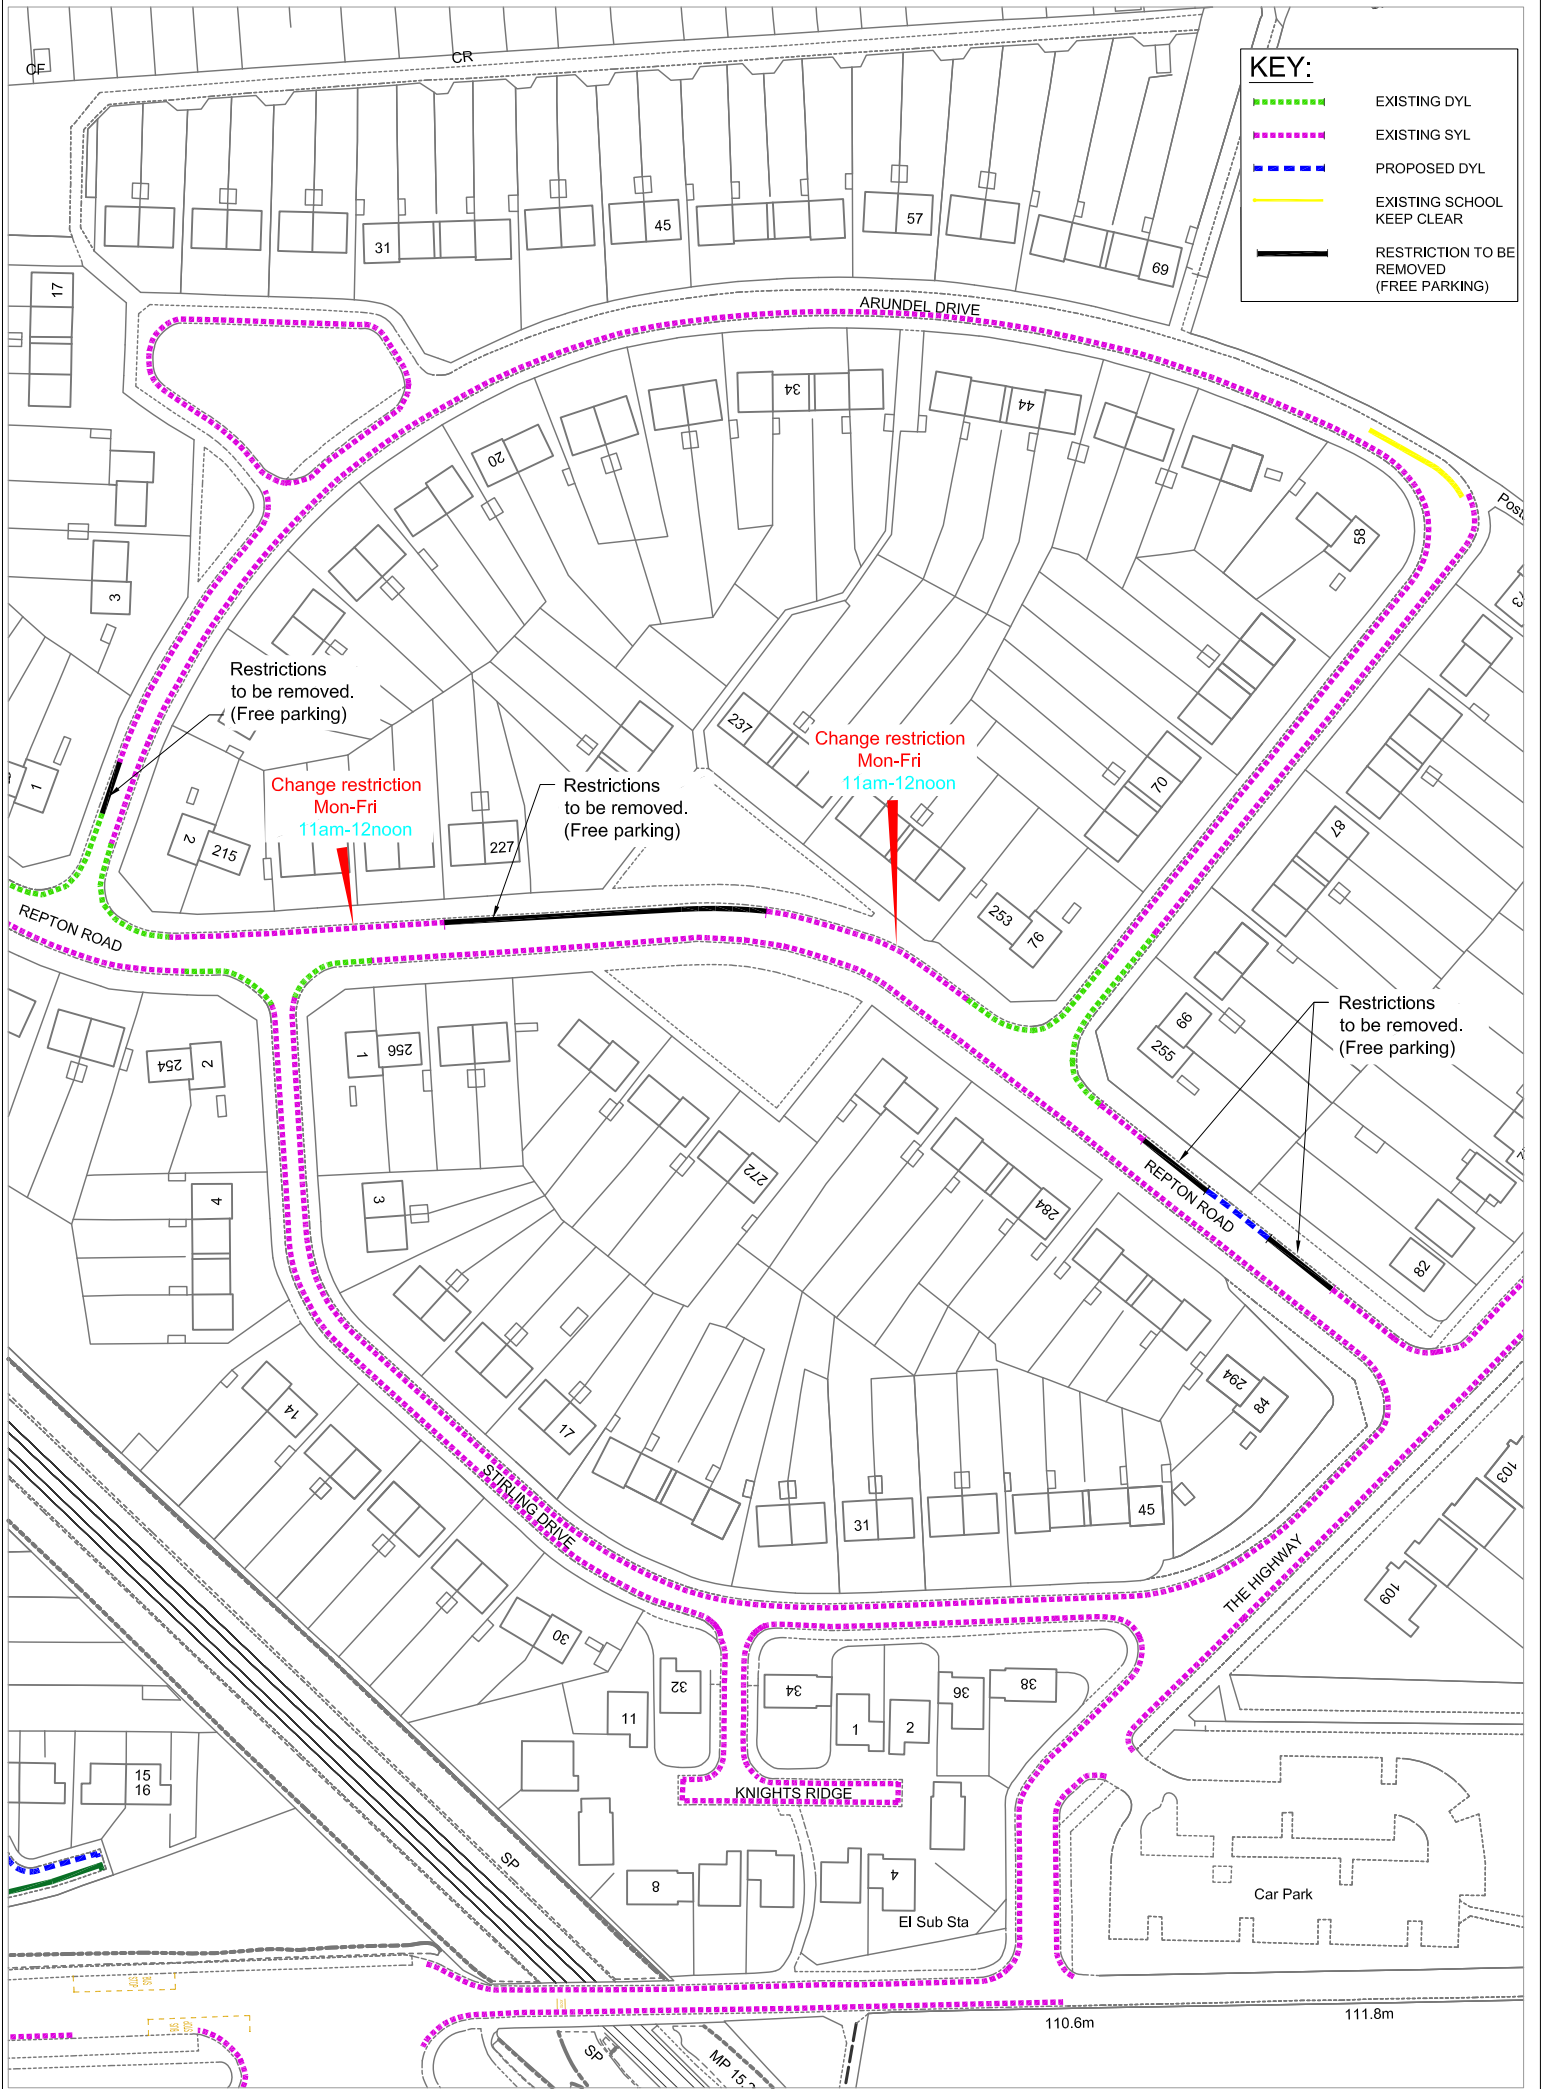 CF
CR
KEY:
EXISTING DYL
EXISTING SYL
PROPOSED DYL
EXISTING SCHOOL
KEEP CLEAR
RESTRICTION TO BE
REMOVED
(FREE PARKING)
31
45
57
69
17
ARUNDEL DRIVE
34
44
20
58
3
Restrictions
to be removed.
(Free parking)
237
Change restriction
Mon-Fri
11am-12noon
1
Change restriction
Mon-Fri
11am-12noon
Restrictions
to be removed.
(Free parking)
70
87
2
215
227
REPTON ROAD
253
76
Restrictions
to be removed.
(Free parking)
66
255
254
2
1
256
272
284
REPTON ROAD
4
3
82
14
17
294
84
STIRLING DRIVE
31
45
103
THE HIGHWAY
109
30
32
11
34
1
2
36
38
15
16
KNIGHTS RIDGE
SP
8
4
El Sub Sta
Car Park
BUS
STOP
BUS
STOP
110.6m
111.8m
SP